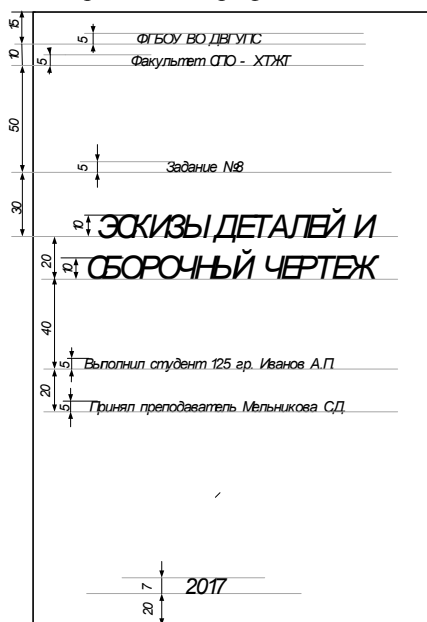 15
5 ФГБОУ ВО ДВГУПС
10
5 Факультет СПО - ХТЖТ
50
5 Задание №8
30
10 ЭСКИЗЫ ДЕТАЛЕЙ И
20
10 СБОРОЧНЫЙ ЧЕРТЕЖ
40
5 Выполнил студент 125 гр. Иванов А.П.
20
5 Принял преподаватель Мельникова С.Д.
7 2017
20